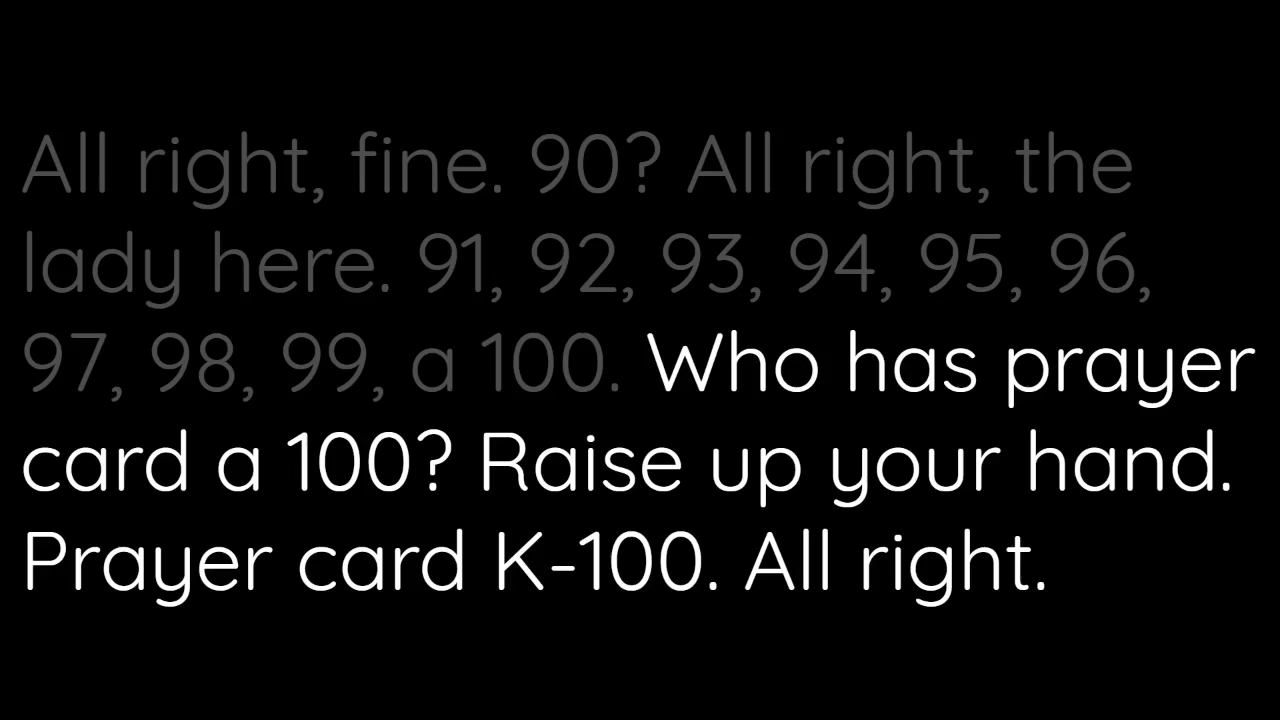 All right, fine. 90? All right, the
lady here. 91, 92, 93, 94, 95, 96,
97, 98, 99, a 100. Who has prayer
card a 100? Raise up your hand.
Prayer card K-100. All right.